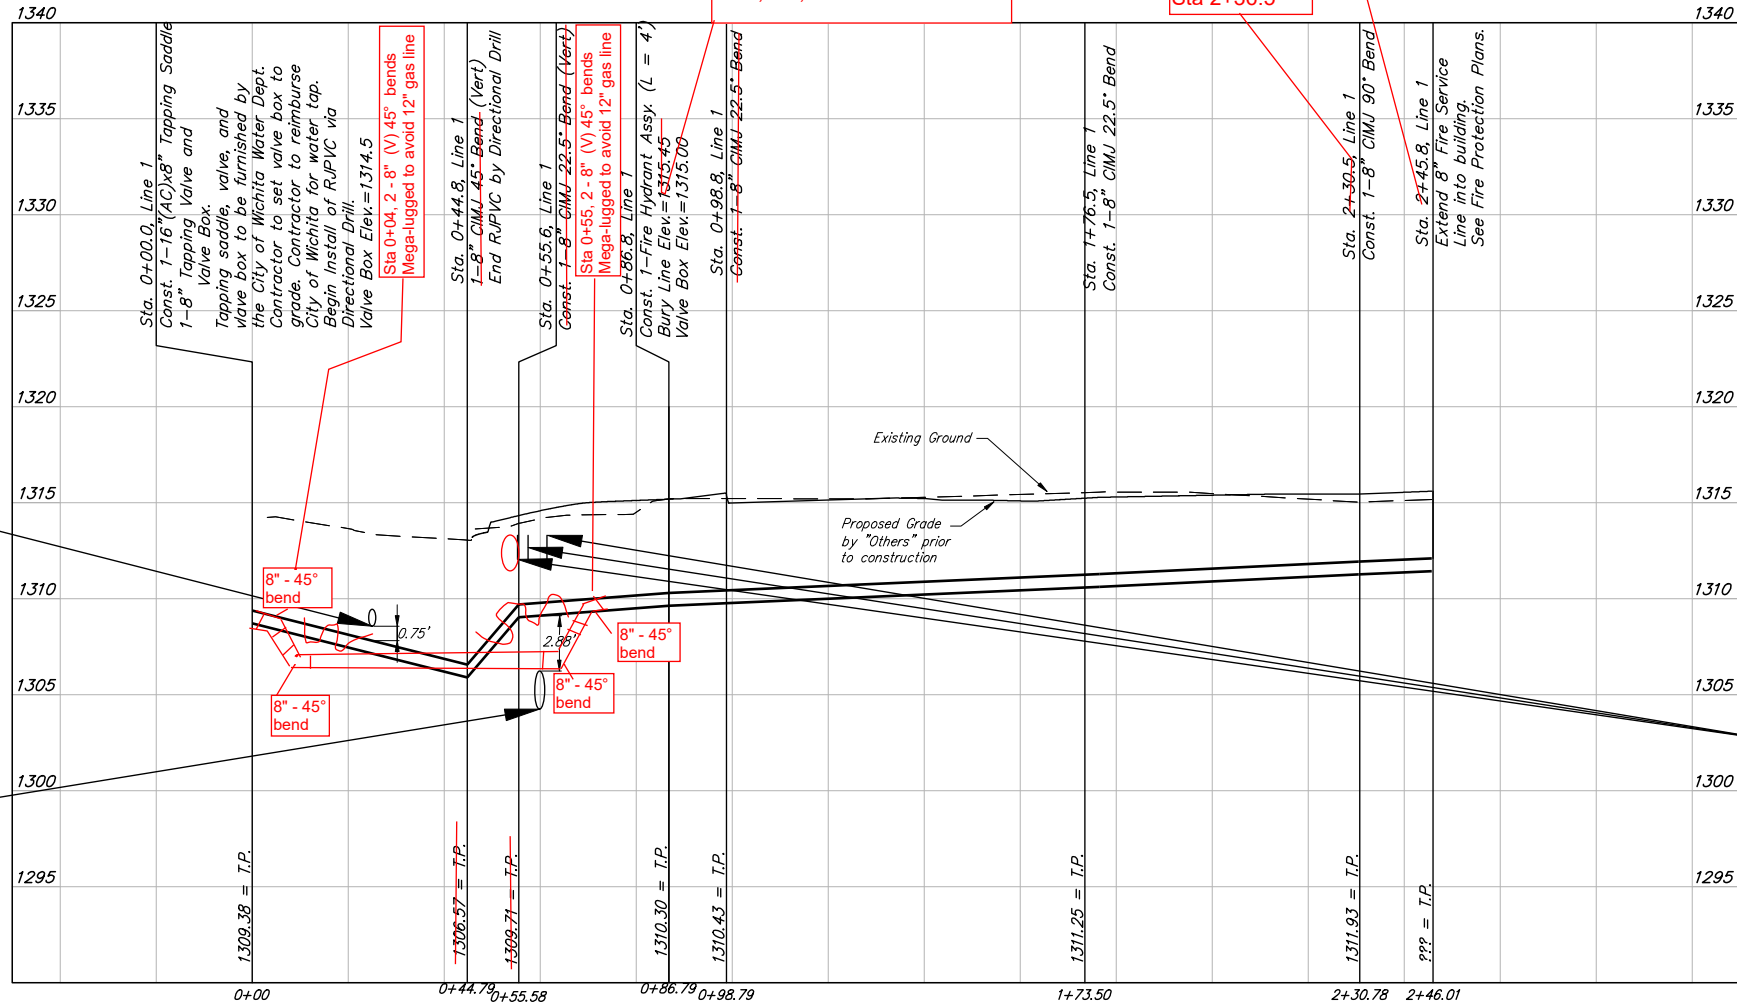 1340
1340
Sta 2+30.5
Sta. 0+00.0, Line 1
Const. 1-16"(AC)x8" Tapping Saddle
1-8" Tapping Valve and
Valve Box.
Tapping saddle, valve, and
vlave box to be furnished by
the City of Wichita Water Dept.
Contractor to set valve box to
grade. Contractor to reimburse
City of Wichita for water tap.
Begin Install of RJPVC via
Directional Drill.
Valve Box Elev.=1314.5
Sta 0+04, 2 - 8" (V) 45° bends
Mega-lugged to avoid 12" gas line
Sta. 0+44.8, Line 1
1-8" CIMJ 45° Bend (Vert)
End RJPVC by Directional Drill
Sta. 0+55.6, Line 1
Const. 1-8" CIMJ 22.5° Bend (Vert)
Sta 0+55, 2 - 8" (V) 45° bends
Mega-lugged to avoid 12" gas line
Sta. 0+86.8, Line 1
Const. 1-Fire Hydrant Assy. (L = 4')
Bury Line Elev.=1315.45
Valve Box Elev.=1315.00
Sta. 0+98.8, Line 1
Const. 1-8" CIMJ 22.5° Bend
Sta. 1+76.5, Line 1
Const. 1-8" CIMJ 22.5° Bend
Sta. 2+30.5, Line 1
Const. 1-8" CIMJ 90° Bend
Sta. 2+45.8, Line 1
Extend 8" Fire Service
Line into building.
See Fire Protection Plans.
1335
1335
1330
1330
1325
1325
1320
1320
Existing Ground
1315
1315
Proposed Grade
by "Others" prior
to construction
1310
1310
8" - 45°
bend
0.75'
2.88'
8" - 45°
bend
8" - 45°
bend
8" - 45°
bend
1305
1305
1300
1300
1295
1295
1309.38 = T.P.
1306.57 = T.P.
1309.71 = T.P.
1310.30 = T.P.
1310.43 = T.P.
1311.25 = T.P.
1311.93 = T.P.
??? = T.P.
0+00
0+44.79
0+55.58
0+86.79
0+98.79
1+73.50
2+30.78
2+46.01